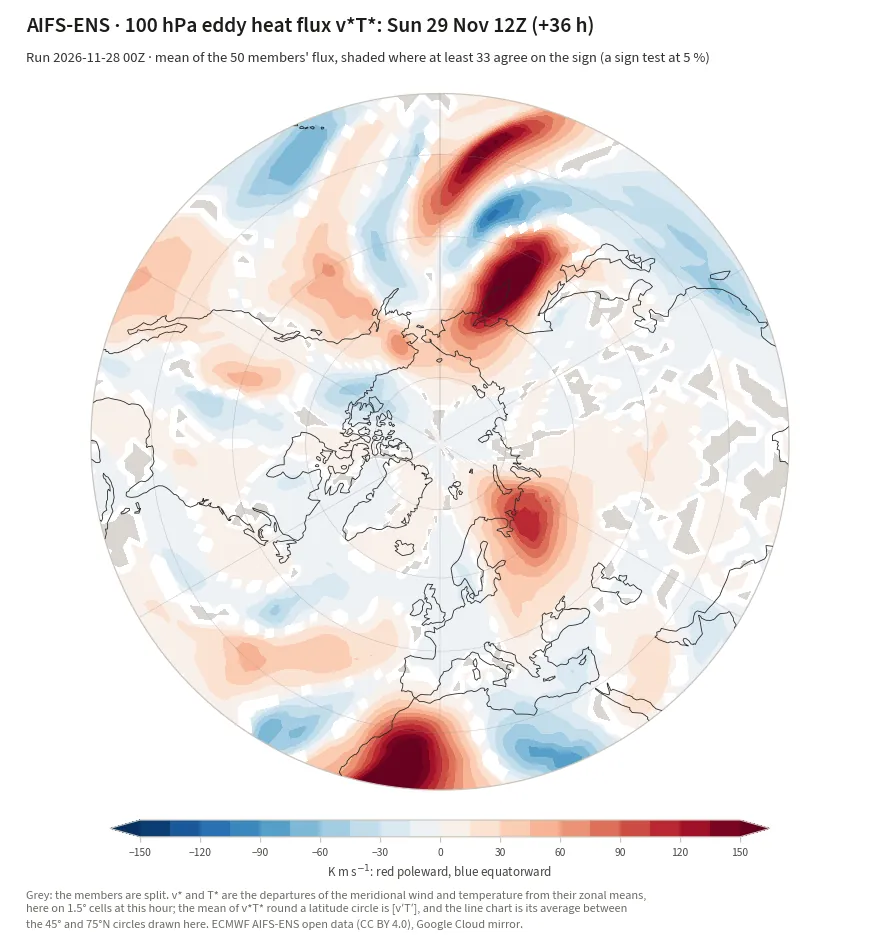 AIFS-ENS · 100 hPa eddy heat flux v*T*: Sun 29 Nov 12Z (+36 h)
Run 2026-11-28 00Z · mean of the 50 members' flux, shaded where at least 33 agree on the sign (a sign test at 5 %)
−150 −120 −90 −60 −30 0 30 60 90 120 150
K m s⁻¹: red poleward, blue equatorward
Grey: the members are split. v* and T* are the departures of the meridional wind and temperature from their zonal means,
here on 1.5° cells at this hour; the mean of v*T* round a latitude circle is [v'T'], and the line chart is its average between
the 45° and 75°N circles drawn here. ECMWF AIFS-ENS open data (CC BY 4.0), Google Cloud mirror.